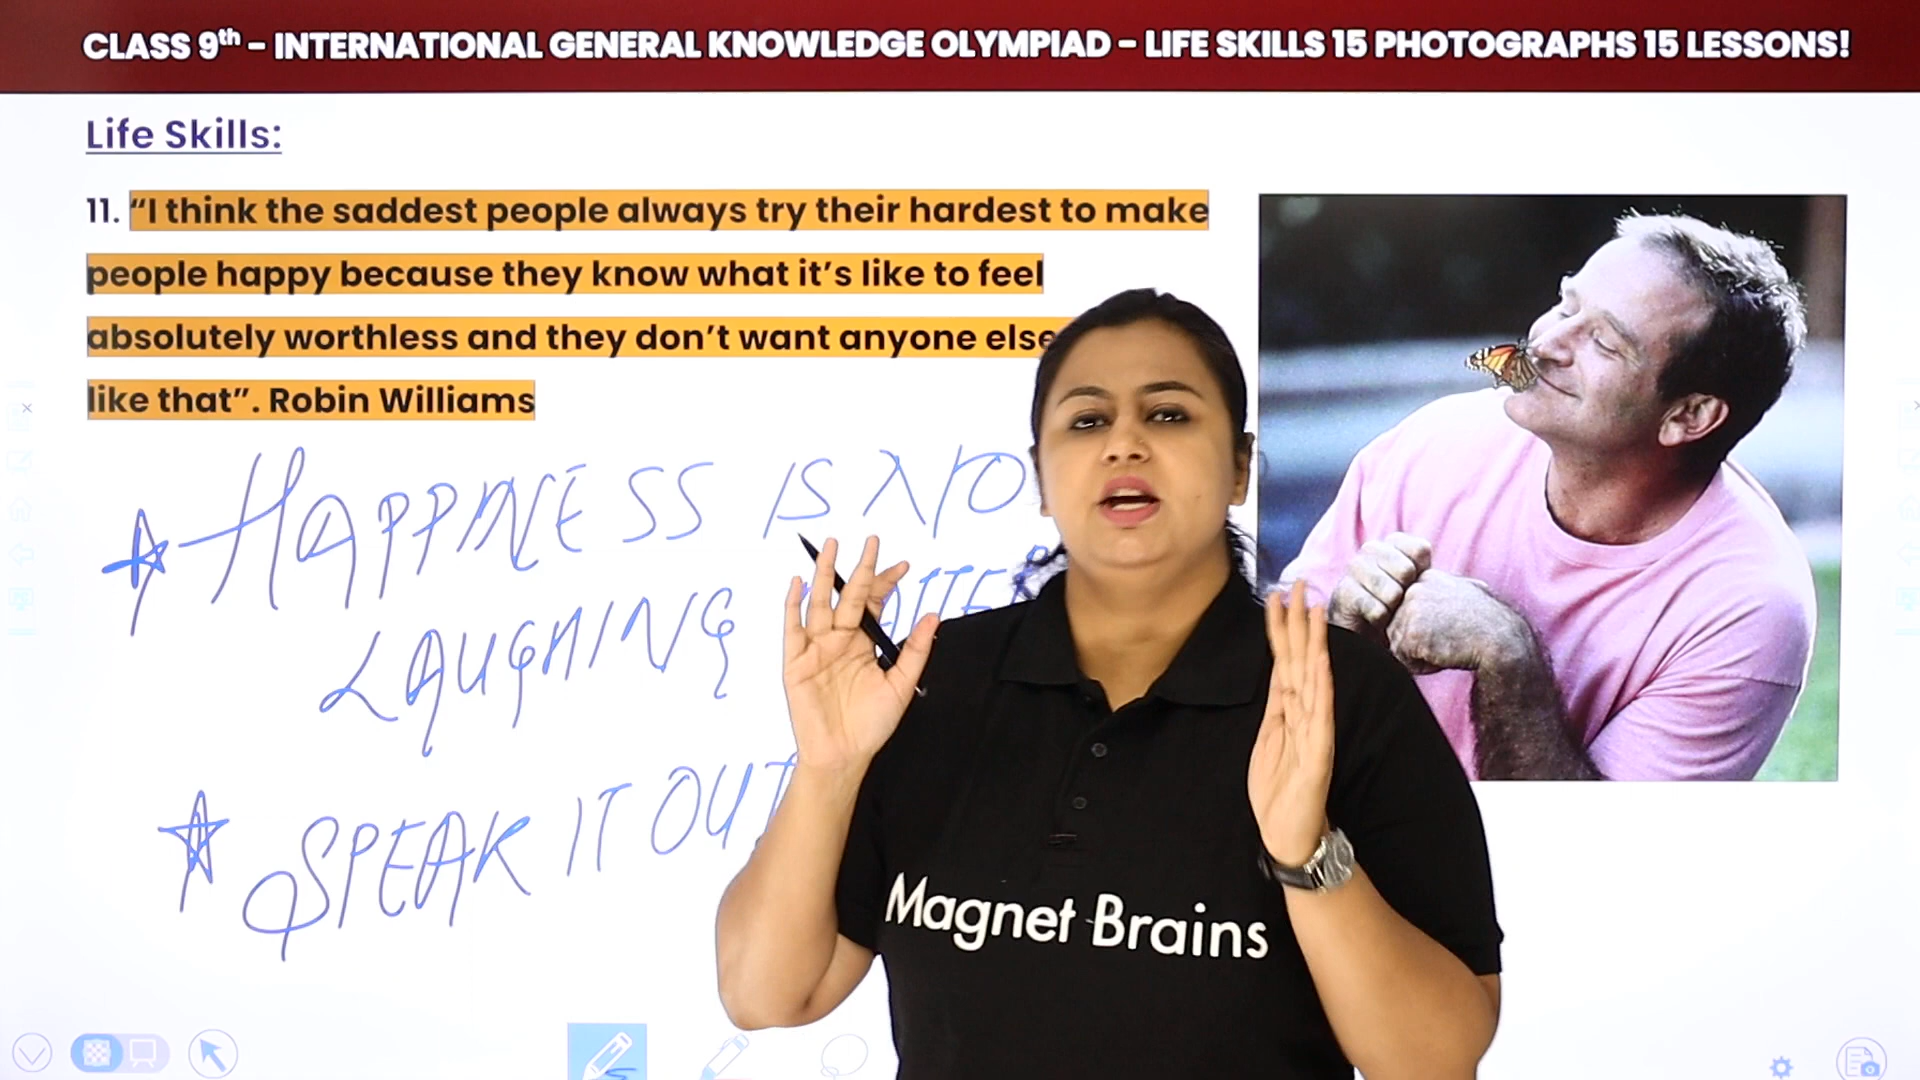 CLASS 9th – INTERNATIONAL GENERAL KNOWLEDGE OLYMPIAD – LIFE SKILLS 15 PHOTOGRAPHS 15 LESSONS!
Life Skills:
11. “I think the saddest people always try their hardest to make
people happy because they know what it’s like to feel
absolutely worthless and they don’t want anyone else
like that”. Robin Williams
HAPPINESS IS NO
LAUGHING MATTER
SPEAK IT OUT
Magnet Brains